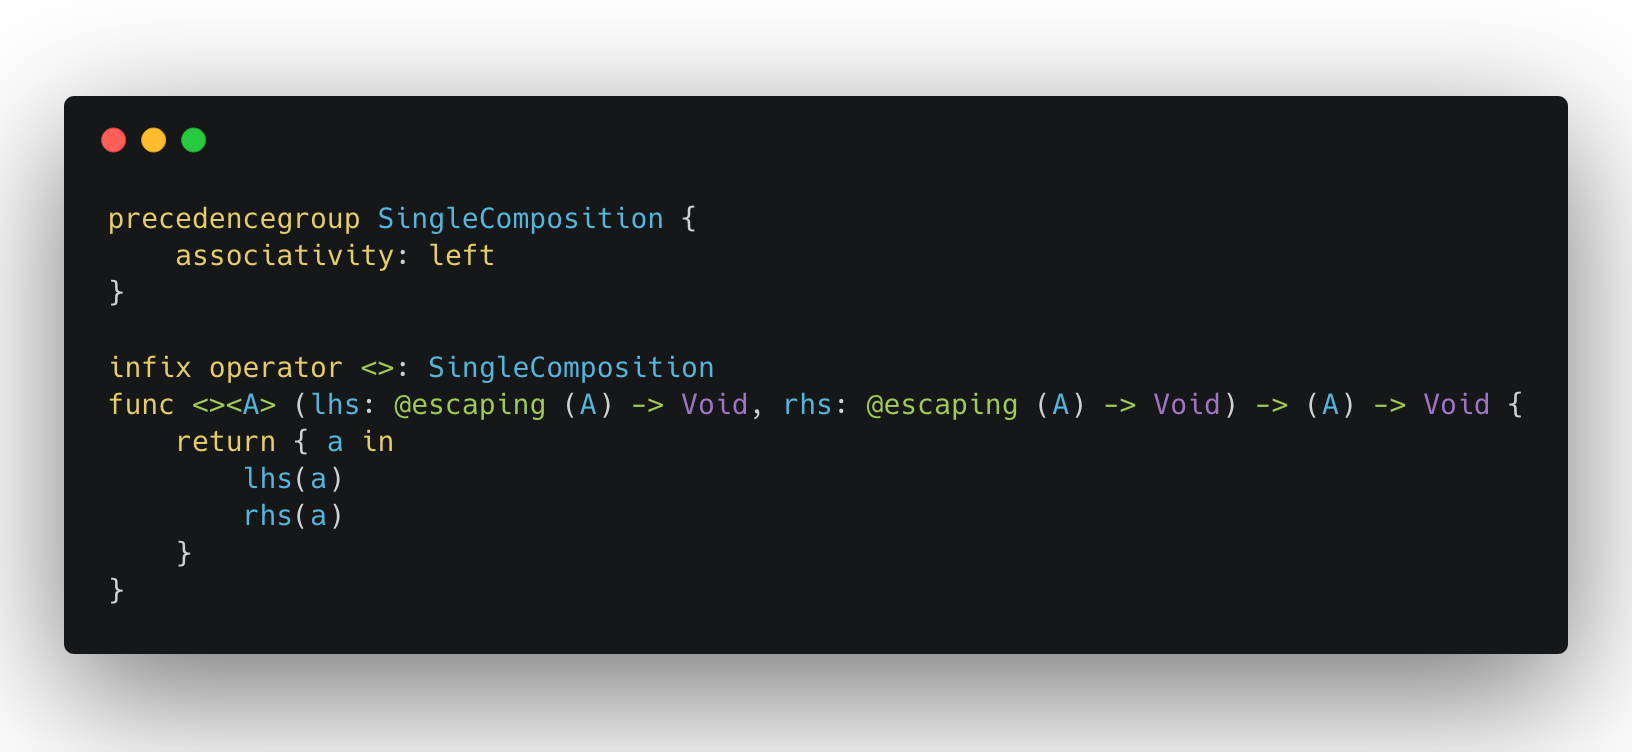 precedencegroup SingleComposition {
    associativity: left
}

infix operator <>: SingleComposition
func <><A> (lhs: @escaping (A) -> Void, rhs: @escaping (A) -> Void) -> (A) -> Void {
    return { a in
        lhs(a)
        rhs(a)
    }
}